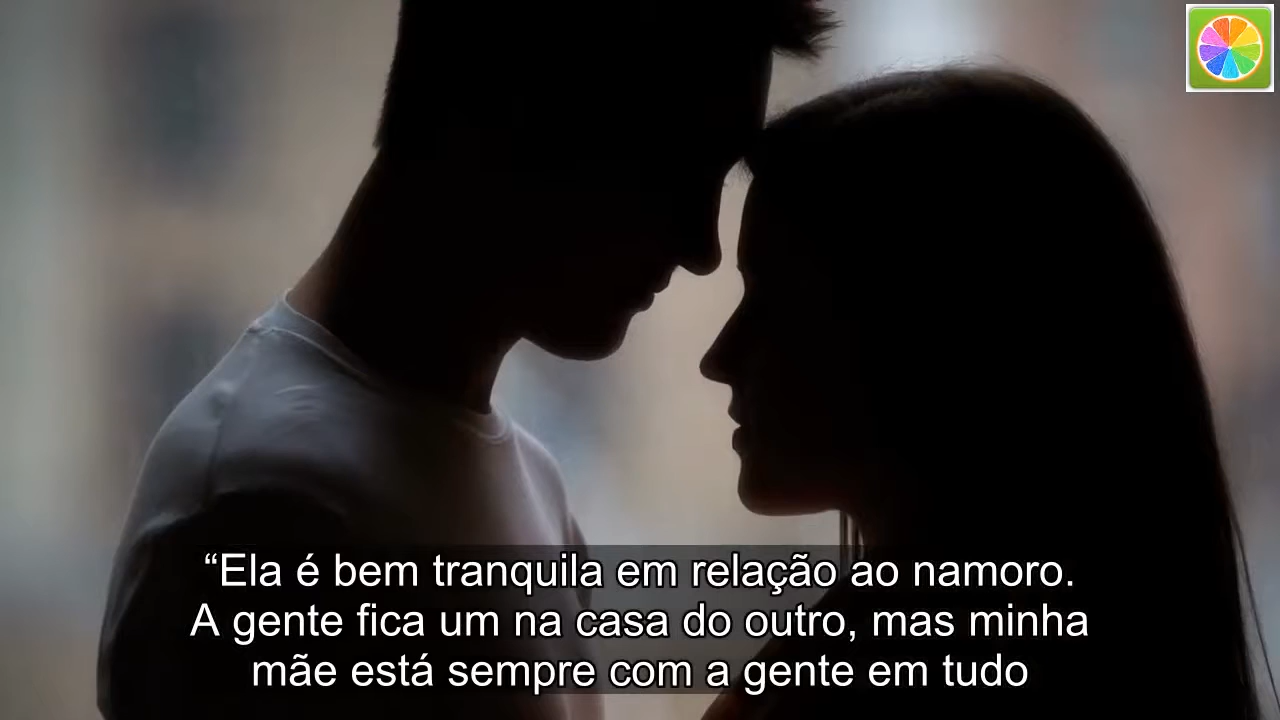 “Ela é bem tranquila em relação ao namoro.
A gente fica um na casa do outro, mas minha
mãe está sempre com a gente em tudo